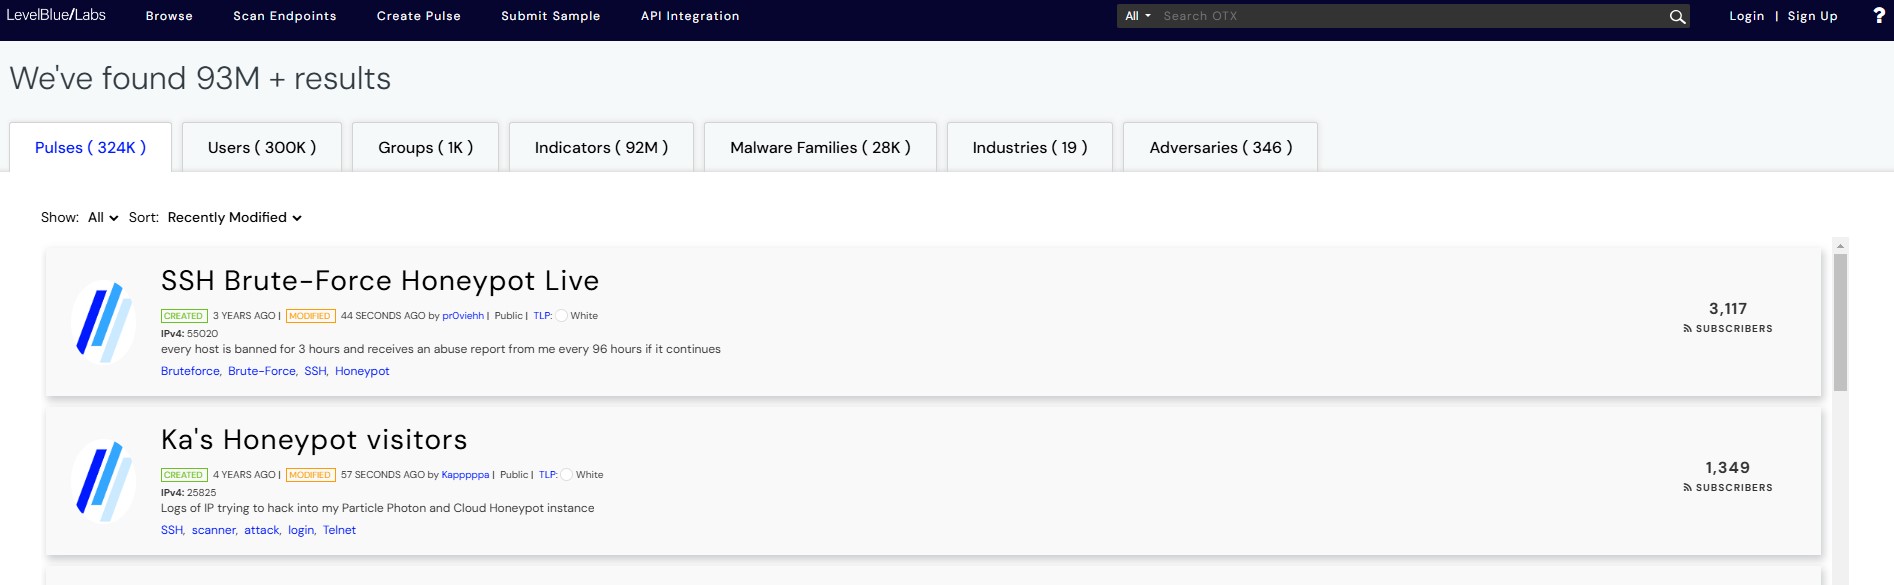 LevelBlue/Labs Browse Scan Endpoints Create Pulse Submit Sample API Integration All Search OTX Login | Sign Up ?
We've found 93M + results
Pulses ( 324K ) Users ( 300K ) Groups ( 1K ) Indicators ( 92M ) Malware Families ( 28K ) Industries ( 19 ) Adversaries ( 346 )
Show: All Sort: Recently Modified
SSH Brute-Force Honeypot Live
CREATED 3 YEARS AGO | MODIFIED 44 SECONDS AGO by pr0viehh | Public | TLP: White
IPv4: 55020
every host is banned for 3 hours and receives an abuse report from me every 96 hours if it continues
Bruteforce, Brute-Force, SSH, Honeypot
3,117
SUBSCRIBERS
Ka's Honeypot visitors
CREATED 4 YEARS AGO | MODIFIED 57 SECONDS AGO by Kapppppa | Public | TLP: White
IPv4: 25825
Logs of IP trying to hack into my Particle Photon and Cloud Honeypot instance
SSH, scanner, attack, login, Telnet
1,349
SUBSCRIBERS